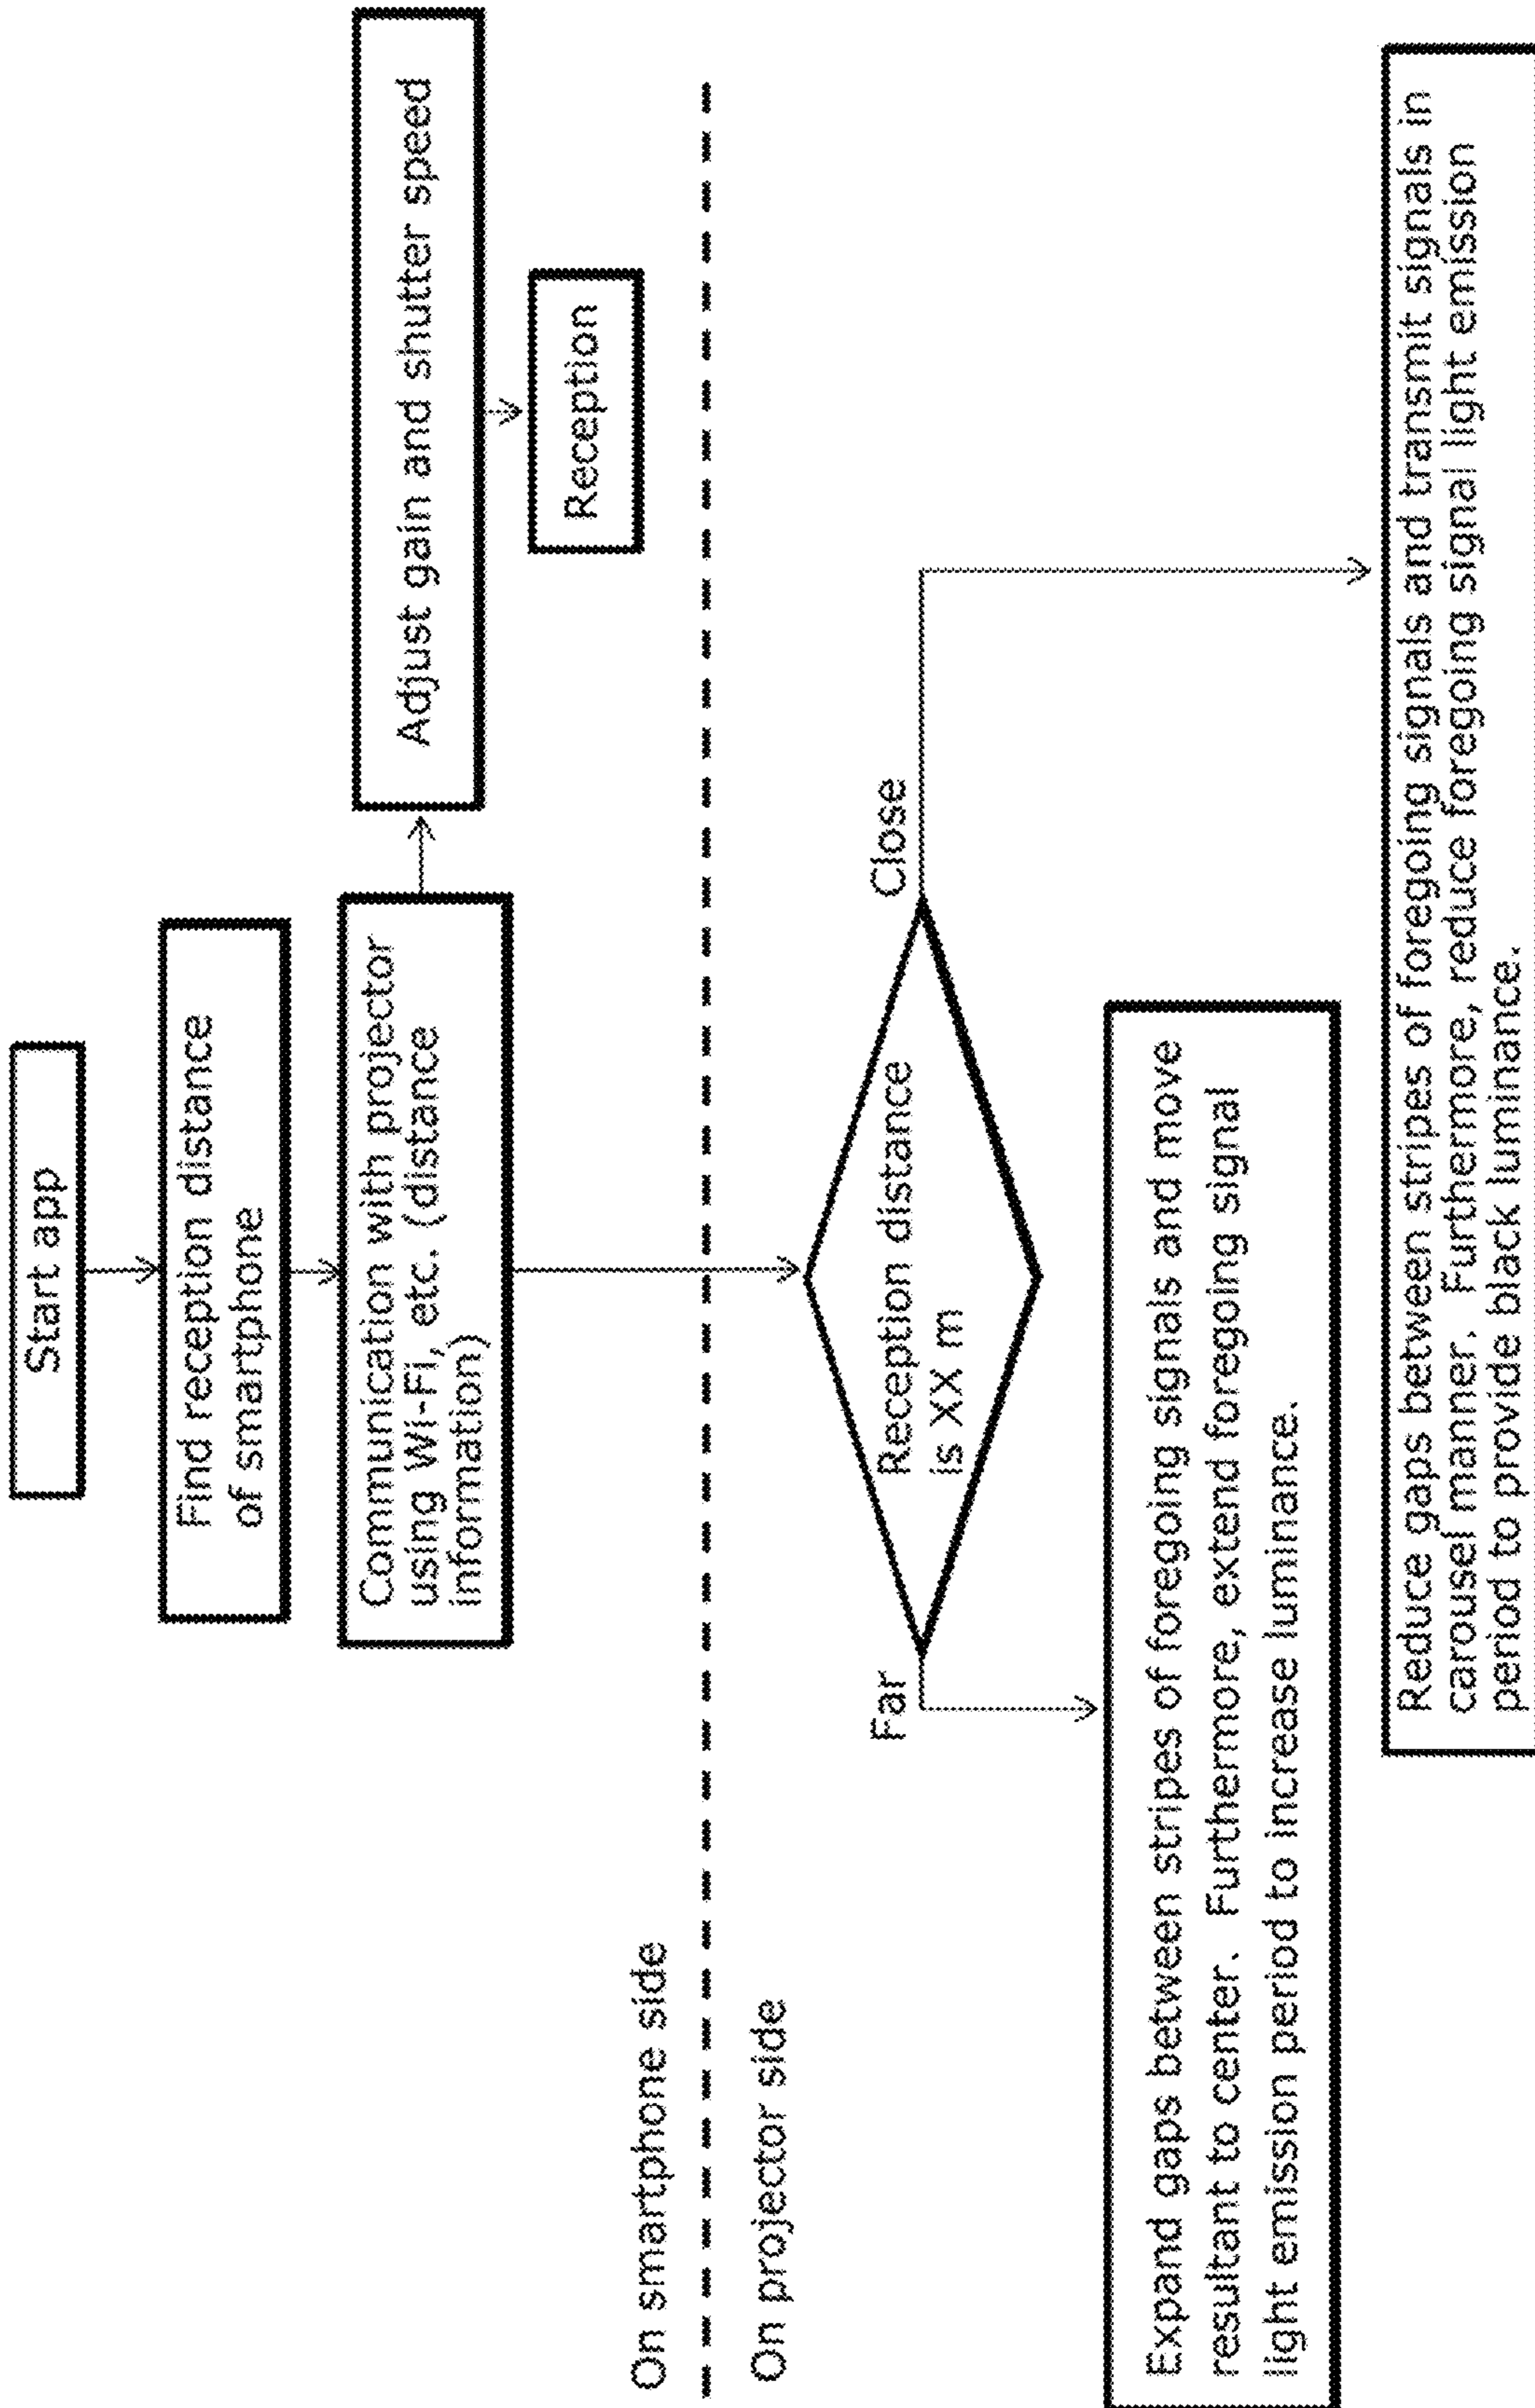 Start app
Find reception distance
of smartphone
Communication with projector
using Wi-Fi, etc. (distance
information)
Adjust gain and shutter speed
Reception
On smartphone side
On projector side
Reception distance
is XX m
Far
Close
Expand gaps between stripes of foregoing signals and move
resultant to center. Furthermore, extend foregoing signal
light emission period to increase luminance.
Reduce gaps between stripes of foregoing signals and transmit signals in
carousel manner. Furthermore, reduce foregoing signal light emission
period to provide black luminance.